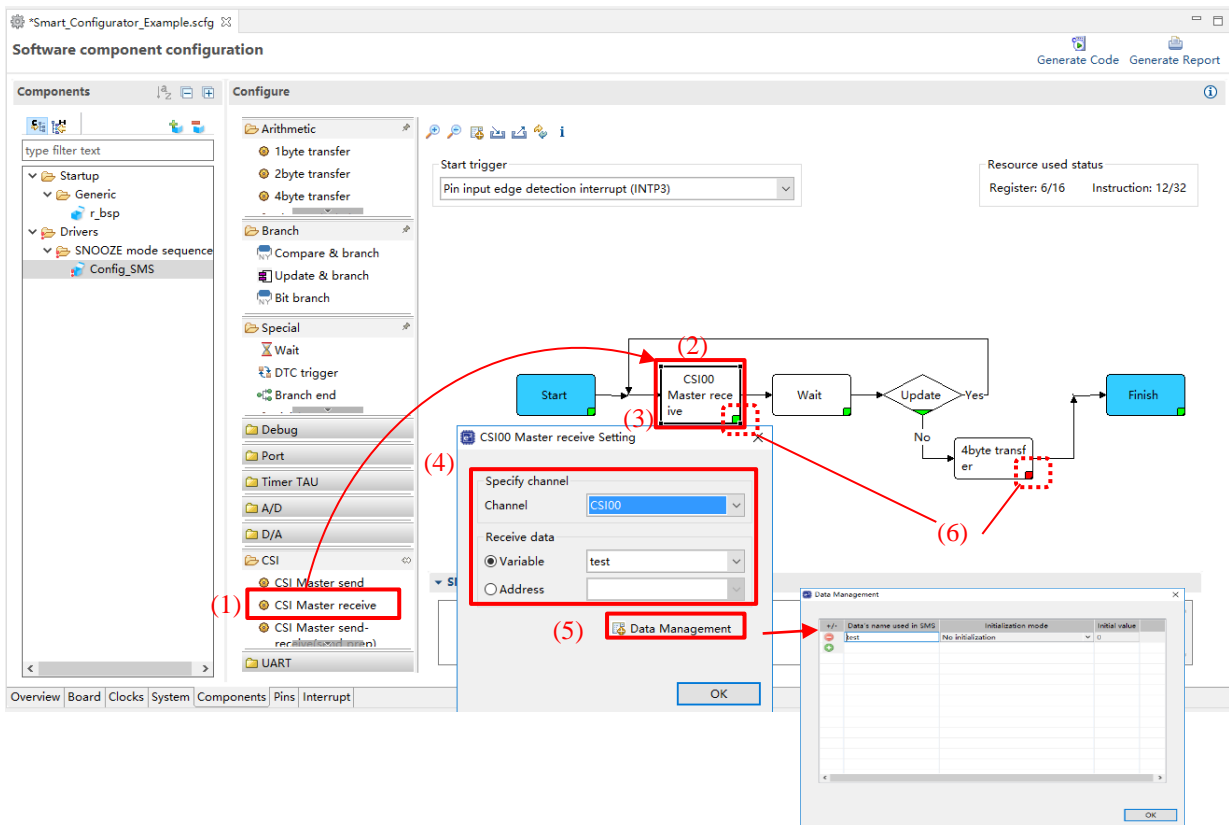 *Smart_Configurator_Example.scfg
Software component configuration
Generate Code Generate Report
Components
Configure
type filter text
Startup
Generic
r_bsp
Drivers
SNOOZE mode sequence
Config_SMS
Arithmetic
1byte transfer
2byte transfer
4byte transfer
Branch
Compare & branch
Update & branch
Bit branch
Special
Wait
DTC trigger
Branch end
Debug
Port
Timer TAU
A/D
D/A
CSI
CSI Master send
(1)
CSI Master receive
CSI Master send-
receive(send prep)
UART
Start trigger
Pin input edge detection interrupt (INTP3)
Resource used status
Register: 6/16 Instruction: 12/32
(2)
Start
CSI00
Master rece
ive
Wait
Update
Yes
Finish
(3)
No
4byte transf
er
(4)
CSI00 Master receive Setting
Specify channel
Channel
CSI00
Receive data
Variable
test
Address
(5)
Data Management
OK
(6)
Data Management
+/- Data's name used in SMS Initialization mode Initial value
test No initialization 0
OK
Overview Board Clocks System Components Pins Interrupt